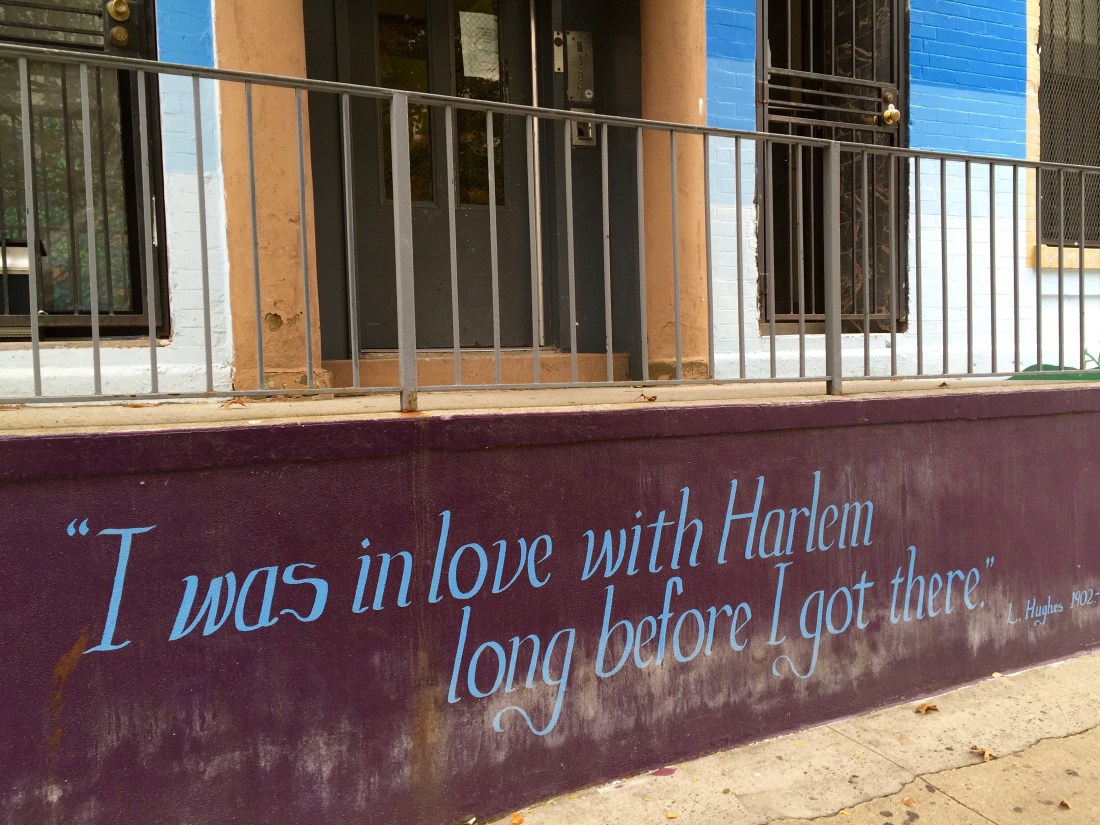 “I was in love with Harlem
long before I got there.”
L. Hughes 1902-